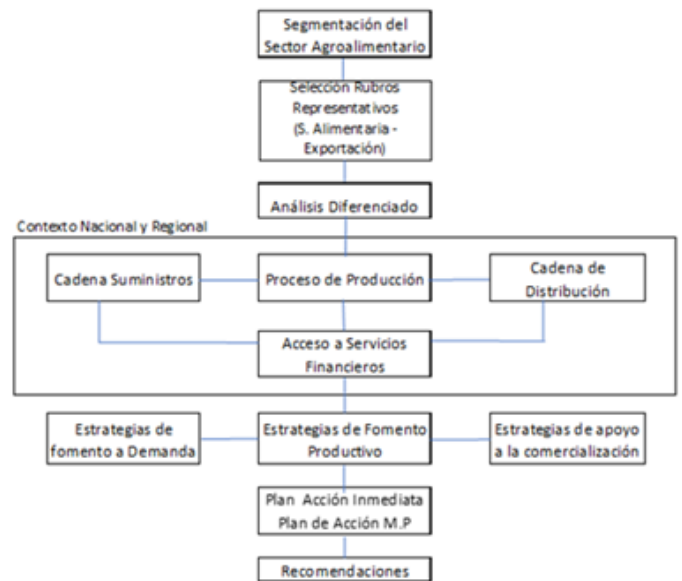 Segmentación del
Sector Agroalimentario
Selección Rubros
Representativos
(S. Alimentaria -
Exportación)
Análisis Diferenciado
Contexto Nacional y Regional
Cadena Suministros
Proceso de Producción
Cadena de
Distribución
Acceso a Servicios
Financieros
Estrategias de
fomento a Demanda
Estrategias de Fomento
Productivo
Estrategias de apoyo
a la comercialización
Plan Acción Inmediata
Plan de Acción M.P
Recomendaciones